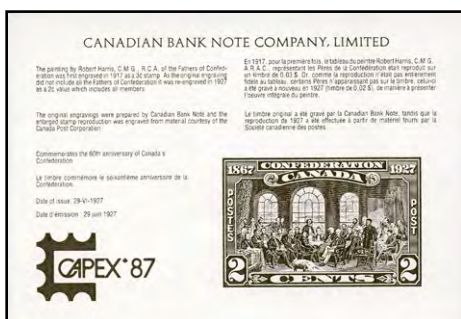 CANADIAN BANK NOTE COMPANY, LIMITED
The painting by Robert Harris, C.M.G., R.C.A. of the Fathers of Confed-
eration was first engraved in 1917 as a 3¢ stamp. As the original engraving
did not include all the Fathers of Confederation it was re-engraved in 1927
as a 2¢ value which includes all members.
The original engravings were prepared by Canadian Bank Note and the
enlarged stamp reproduction was engraved from material courtesy of the
Canada Post Corporation.
Commemorates the 60th anniversary of Canada's
Confederation.
Le timbre commémore le soixantième anniversaire de la
Confédération.
Date of issue: 29-VI-1927
Date d'émission: 29 juin 1927
CAPEX 87
En 1917, pour la première fois, le tableau du peintre Robert Harris, C.M.G.,
A.R.A.C., représentant les Pères de la Confédération était reproduit sur
un timbre de 0.03 $. Or, comme la reproduction n'était pas entièrement
fidèle au tableau, certains Pères n'apparaissant pas sur le timbre, celui-ci
a été gravé à nouveau en 1927 (timbre de 0,02 $), de manière à présenter
l'oeuvre intégrale du peintre.
Le timbre original a été gravé par la Canadian Bank Note, tandis que la
reproduction de 1927 a été effectuée à partir de matériel fourni par la
Société canadienne des postes.
1867 CONFEDERATION 1927
CANADA
POSTES POST
2 CENTS 2